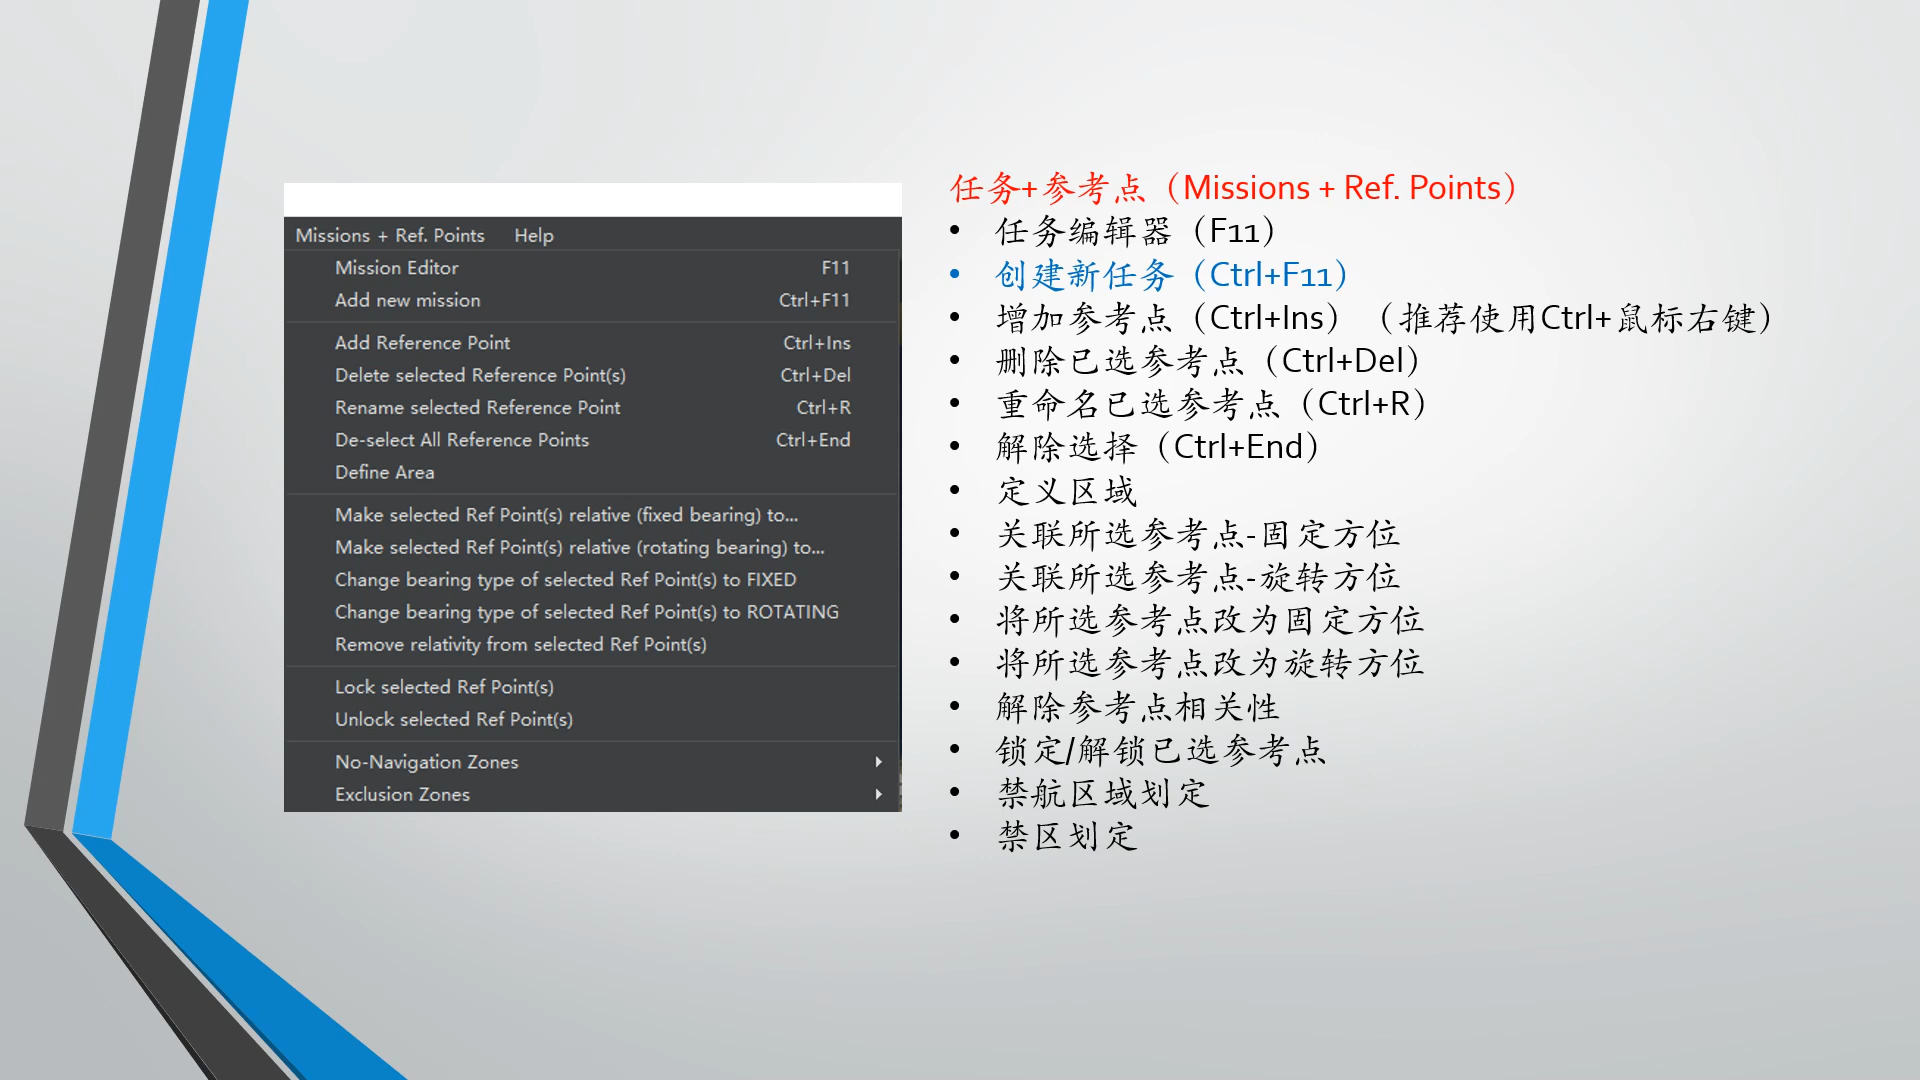 Missions + Ref. Points Help
Mission Editor F11
Add new mission Ctrl+F11
Add Reference Point Ctrl+Ins
Delete selected Reference Point(s) Ctrl+Del
Rename selected Reference Point Ctrl+R
De-select All Reference Points Ctrl+End
Define Area
Make selected Ref Point(s) relative (fixed bearing) to...
Make selected Ref Point(s) relative (rotating bearing) to...
Change bearing type of selected Ref Point(s) to FIXED
Change bearing type of selected Ref Point(s) to ROTATING
Remove relativity from selected Ref Point(s)
Lock selected Ref Point(s)
Unlock selected Ref Point(s)
No-Navigation Zones
Exclusion Zones
任务+参考点（Missions + Ref. Points）
• 任务编辑器（F11）
• 创建新任务（Ctrl+F11）
• 增加参考点（Ctrl+Ins）（推荐使用Ctrl+鼠标右键）
• 删除已选参考点（Ctrl+Del）
• 重命名已选参考点（Ctrl+R）
• 解除选择（Ctrl+End）
• 定义区域
• 关联所选参考点-固定方位
• 关联所选参考点-旋转方位
• 将所选参考点改为固定方位
• 将所选参考点改为旋转方位
• 解除参考点相关性
• 锁定/解锁已选参考点
• 禁航区域划定
• 禁区划定